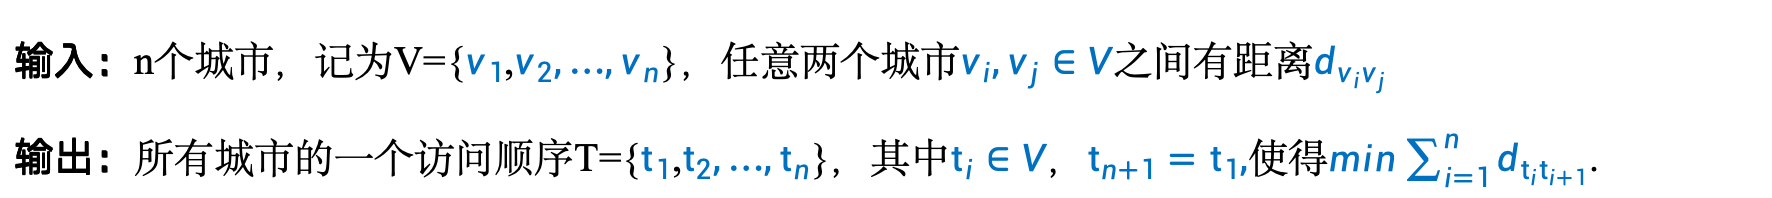 输入：n个城市，记为V={v₁,v₂, …, vₙ}，任意两个城市vᵢ, vⱼ ∈ V之间有距离d_{vᵢvⱼ}
输出：所有城市的一个访问顺序T={t₁,t₂, …, tₙ}，其中tᵢ ∈ V，tₙ₊₁ = t₁,使得min ∑ⁿᵢ₌₁ d_{tᵢtᵢ₊₁}.